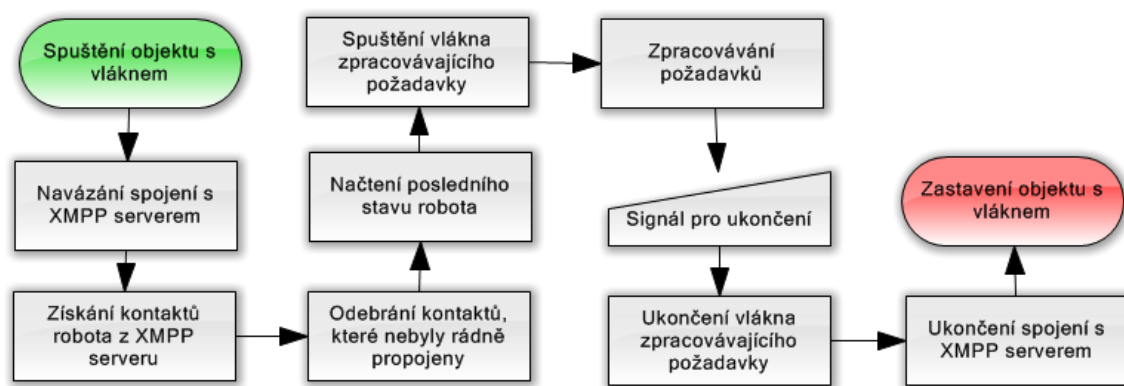 Spuštění objektu s
vláknem
Navázání spojení s
XMPP serverem
Získání kontaktů
robota z XMPP
serveru
Odebrání kontaktů,
které nebyly rádně
propojeny
Načtení posledního
stavu robota
Spuštění vlákna
zpracovávajícího
požadavky
Zpracovávání
požadavků
Signál pro ukončení
Ukončení vlákna
zpracovávajícího
požadavky
Ukončení spojení s
XMPP serverem
Zastavení objektu s
vláknem